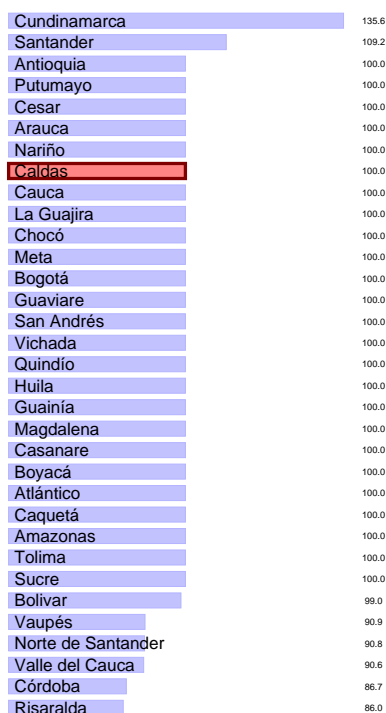 Cundinamarca 135.6
Santander 109.2
Antioquia 100.0
Putumayo 100.0
Cesar 100.0
Arauca 100.0
Nariño 100.0
Caldas 100.0
Cauca 100.0
La Guajira 100.0
Chocó 100.0
Meta 100.0
Bogotá 100.0
Guaviare 100.0
San Andrés 100.0
Vichada 100.0
Quindío 100.0
Huila 100.0
Guainía 100.0
Magdalena 100.0
Casanare 100.0
Boyacá 100.0
Atlántico 100.0
Caquetá 100.0
Amazonas 100.0
Tolima 100.0
Sucre 100.0
Bolivar 99.0
Vaupés 90.9
Norte de Santander 90.8
Valle del Cauca 90.6
Córdoba 86.7
Risaralda 86.0